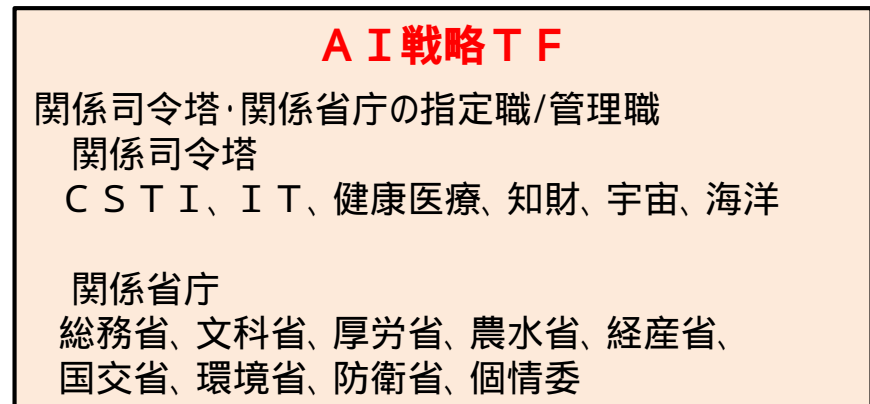 ＡＩ戦略ＴＦ
関係司令塔･関係省庁の指定職/管理職
関係司令塔
ＣＳＴＩ、ＩＴ、健康医療、知財、宇宙、海洋
関係省庁
総務省、文科省、厚労省、農水省、経産省、
国交省、環境省、防衛省、個情委